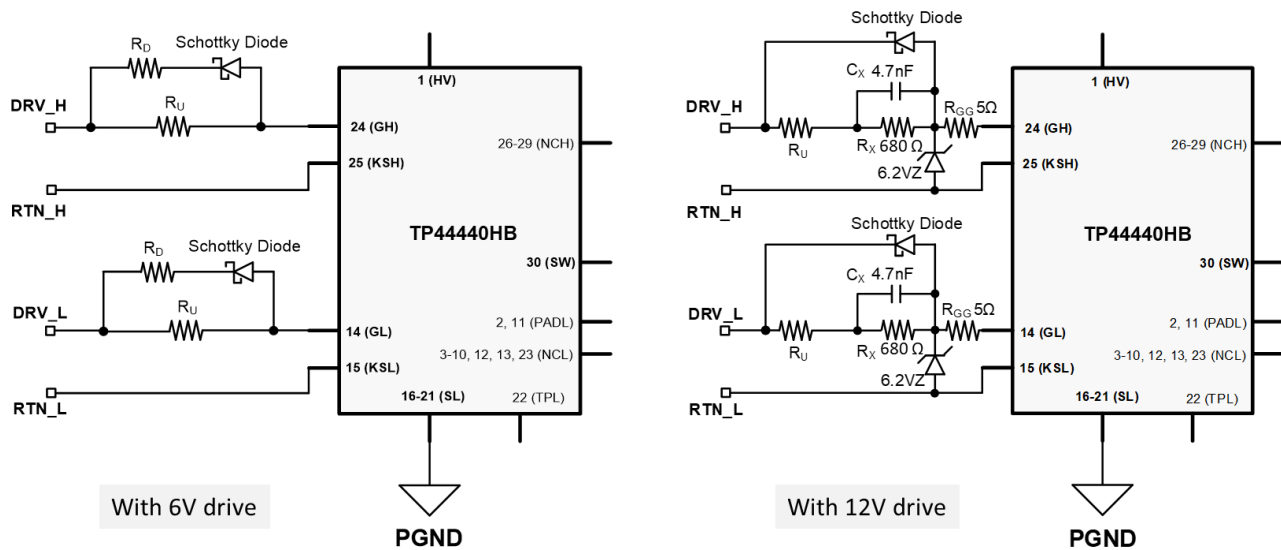 Schottky Diode
R_D
R_U
DRV_H
RTN_H
1 (HV)
24 (GH)
25 (KSH)
26-29 (NCH)
TP44440HB
30 (SW)
Schottky Diode
R_D
R_U
DRV_L
RTN_L
14 (GL)
15 (KSL)
2, 11 (PADL)
3-10, 12, 13, 23 (NCL)
16-21 (SL)
22 (TPL)
With 6V drive
PGND
Schottky Diode
C_X 4.7nF
DRV_H
R_GG 5Ω
R_U
R_X 680 Ω
6.2VZ
RTN_H
1 (HV)
24 (GH)
25 (KSH)
26-29 (NCH)
TP44440HB
30 (SW)
Schottky Diode
C_X 4.7nF
DRV_L
R_GG 5Ω
R_U
R_X 680 Ω
6.2VZ
RTN_L
14 (GL)
15 (KSL)
2, 11 (PADL)
3-10, 12, 13, 23 (NCL)
16-21 (SL)
22 (TPL)
With 12V drive
PGND